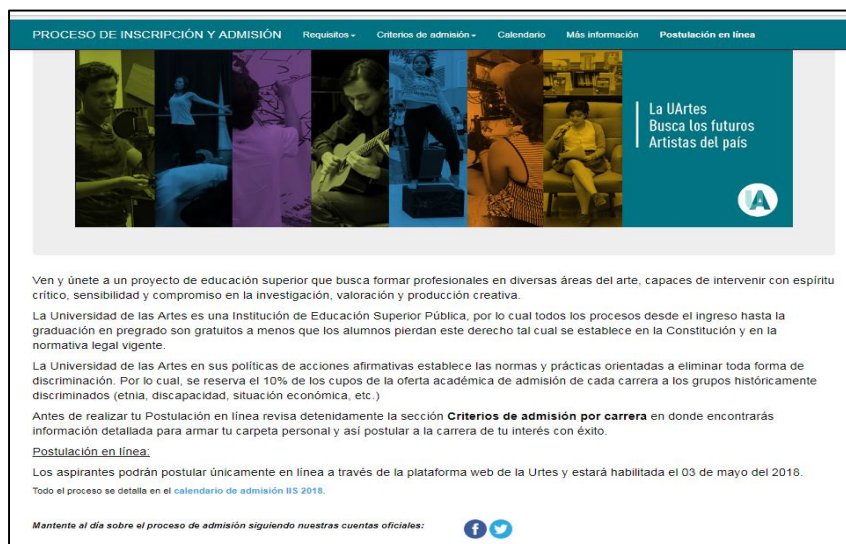 PROCESO DE INSCRIPCIÓN Y ADMISIÓN Requisitos Criterios de admisión Calendario Más información Postulación en línea
La UArtes
Busca los futuros
Artistas del país
UA
Ven y únete a un proyecto de educación superior que busca formar profesionales en diversas áreas del arte, capaces de intervenir con espíritu
crítico, sensibilidad y compromiso en la investigación, valoración y producción creativa.
La Universidad de las Artes es una Institución de Educación Superior Pública, por lo cual todos los procesos desde el ingreso hasta la
graduación en pregrado son gratuitos a menos que los alumnos pierdan este derecho tal cual se establece en la Constitución y en la
normativa legal vigente.
La Universidad de las Artes en sus políticas de acciones afirmativas establece las normas y prácticas orientadas a eliminar toda forma de
discriminación. Por lo cual, se reserva el 10% de los cupos de la oferta académica de admisión de cada carrera a los grupos históricamente
discriminados (etnia, discapacidad, situación económica, etc.)
Antes de realizar tu Postulación en línea revisa detenidamente la sección Criterios de admisión por carrera en donde encontrarás
información detallada para armar tu carpeta personal y así postular a la carrera de tu interés con éxito.
Postulación en línea:
Los aspirantes podrán postular únicamente en línea a través de la plataforma web de la Urtes y estará habilitada el 03 de mayo del 2018.
Todo el proceso se detalla en el calendario de admisión IIS 2018.
Mantente al día sobre el proceso de admisión siguiendo nuestras cuentas oficiales: